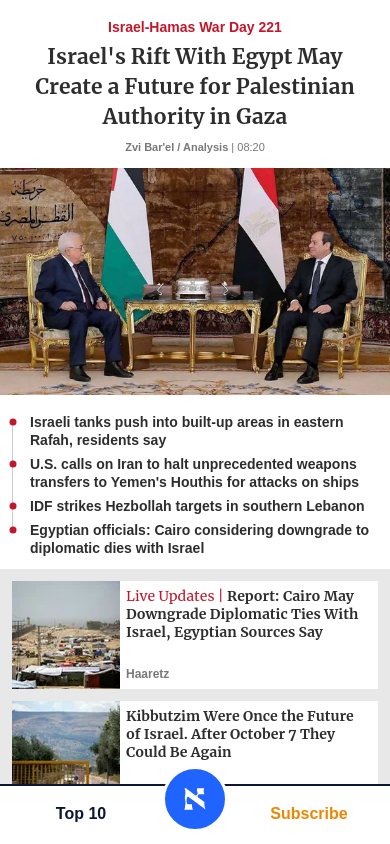 Israel-Hamas War Day 221
Israel's Rift With Egypt May
Create a Future for Palestinian
Authority in Gaza
Zvi Bar'el / Analysis | 08:20
خريطة
القطر المصري
Israeli tanks push into built-up areas in eastern
Rafah, residents say
U.S. calls on Iran to halt unprecedented weapons
transfers to Yemen's Houthis for attacks on ships
IDF strikes Hezbollah targets in southern Lebanon
Egyptian officials: Cairo considering downgrade to
diplomatic dies with Israel
Live Updates | Report: Cairo May
Downgrade Diplomatic Ties With
Israel, Egyptian Sources Say
Haaretz
Kibbutzim Were Once the Future
of Israel. After October 7 They
Could Be Again
Top 10
א
Subscribe